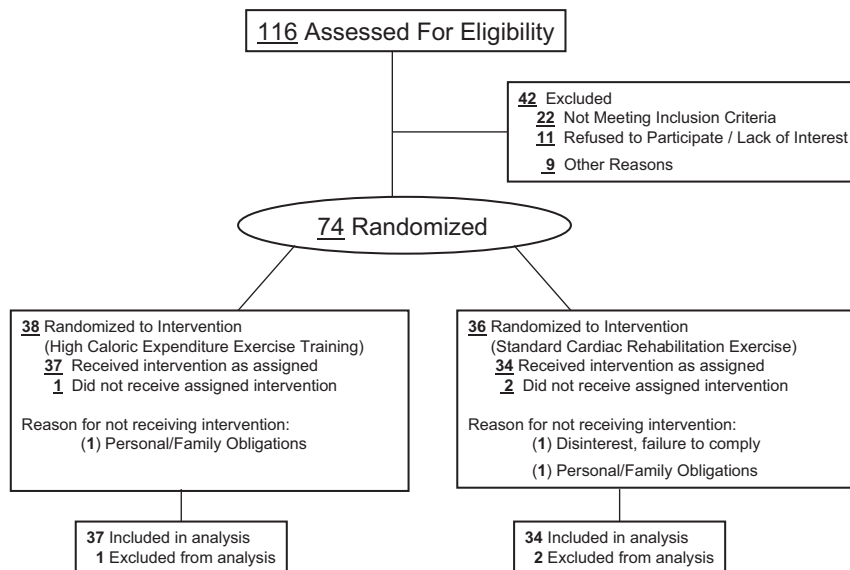 116 Assessed For Eligibility
42 Excluded
22 Not Meeting Inclusion Criteria
11 Refused to Participate / Lack of Interest
9 Other Reasons
74 Randomized
38 Randomized to Intervention
(High Caloric Expenditure Exercise Training)
37 Received intervention as assigned
1 Did not receive assigned intervention
Reason for not receiving intervention:
(1) Personal/Family Obligations
36 Randomized to Intervention
(Standard Cardiac Rehabilitation Exercise)
34 Received intervention as assigned
2 Did not receive assigned intervention
Reason for not receiving intervention:
(1) Disinterest, failure to comply
(1) Personal/Family Obligations
37 Included in analysis
1 Excluded from analysis
34 Included in analysis
2 Excluded from analysis